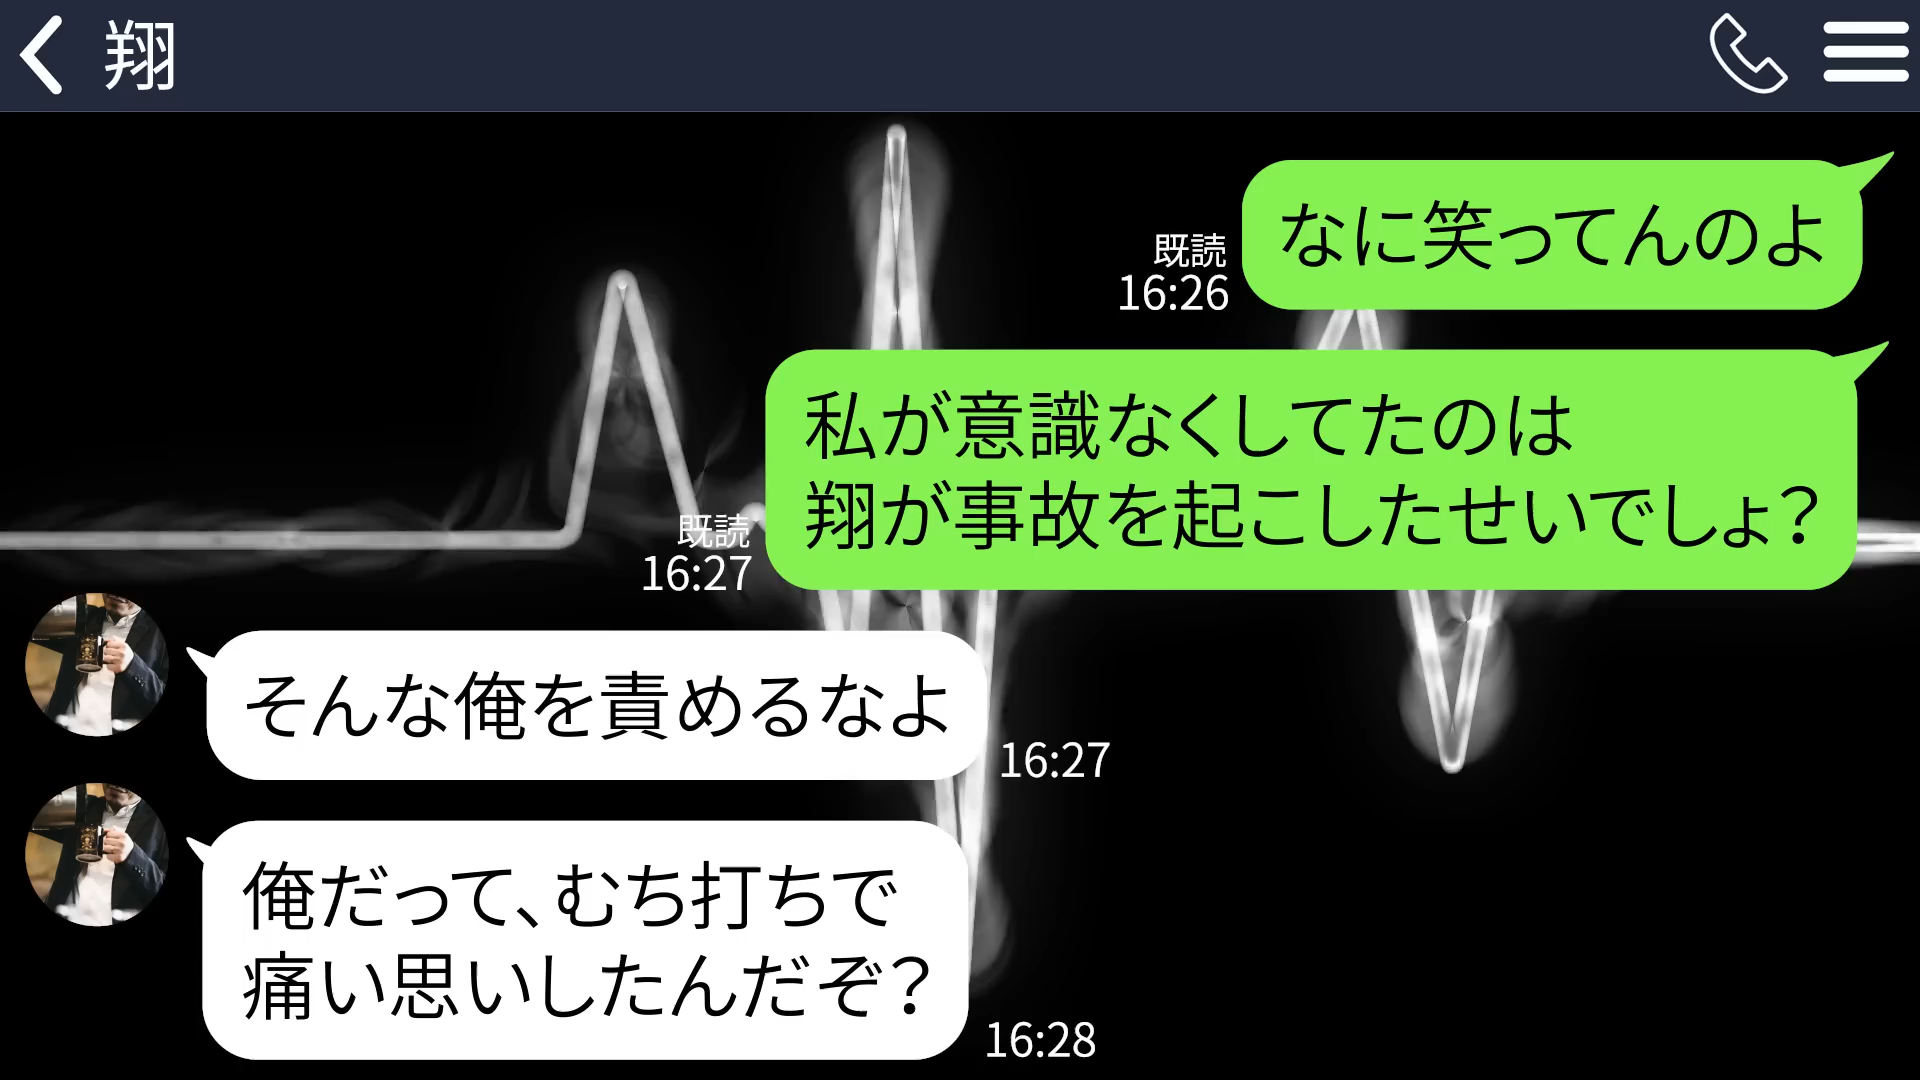 翔
なに笑ってんのよ
既読
16:26
私が意識なくしてたのは
翔が事故を起こしたせいでしょ？
既読
16:27
そんな俺を責めるなよ
16:27
俺だって、むち打ちで
痛い思いしたんだぞ？
16:28